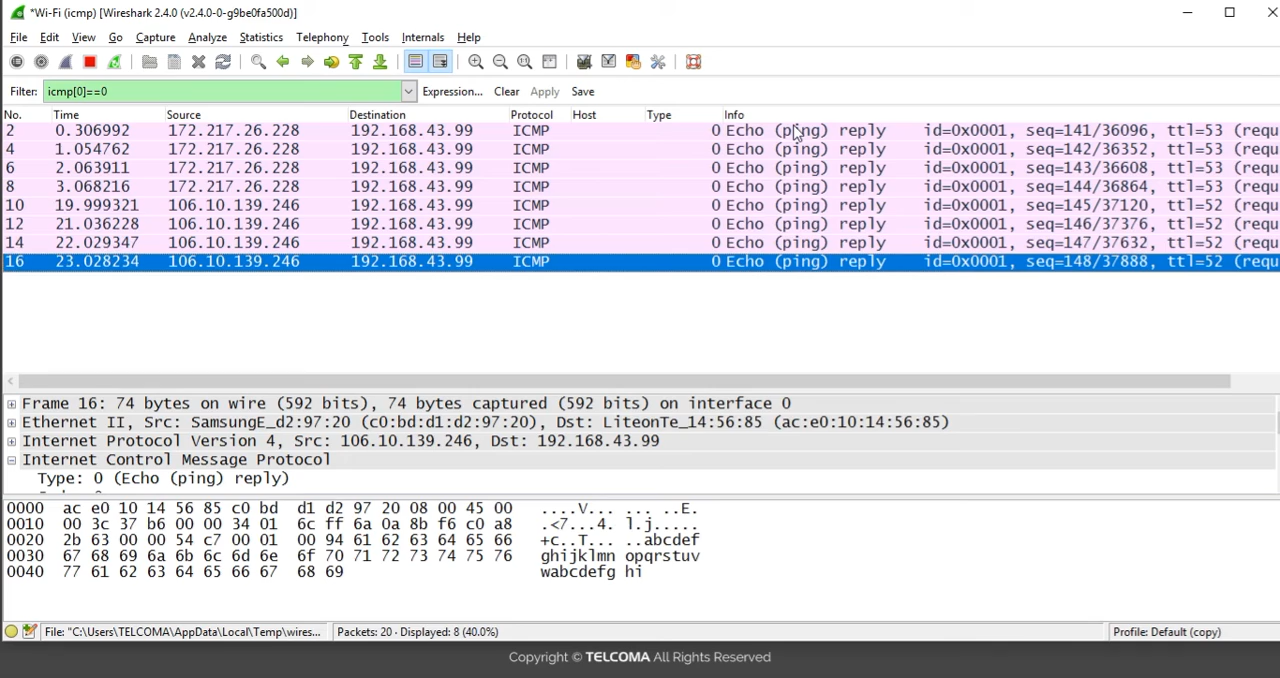 *Wi-Fi (icmp) [Wireshark 2.4.0 (v2.4.0-0-g9be0fa500d)]
File Edit View Go Capture Analyze Statistics Telephony Tools Internals Help
Filter: icmp[0]==0 Expression... Clear Apply Save
No. Time Source Destination Protocol Host Type Info
2 0.306992 172.217.26.228 192.168.43.99 ICMP 0 Echo (ping) reply id=0x0001, seq=141/36096, ttl=53 (requ
4 1.054762 172.217.26.228 192.168.43.99 ICMP 0 Echo (ping) reply id=0x0001, seq=142/36352, ttl=53 (requ
6 2.063911 172.217.26.228 192.168.43.99 ICMP 0 Echo (ping) reply id=0x0001, seq=143/36608, ttl=53 (requ
8 3.068216 172.217.26.228 192.168.43.99 ICMP 0 Echo (ping) reply id=0x0001, seq=144/36864, ttl=53 (requ
10 19.999321 106.10.139.246 192.168.43.99 ICMP 0 Echo (ping) reply id=0x0001, seq=145/37120, ttl=52 (requ
12 21.036228 106.10.139.246 192.168.43.99 ICMP 0 Echo (ping) reply id=0x0001, seq=146/37376, ttl=52 (requ
14 22.029347 106.10.139.246 192.168.43.99 ICMP 0 Echo (ping) reply id=0x0001, seq=147/37632, ttl=52 (requ
16 23.028234 106.10.139.246 192.168.43.99 ICMP 0 Echo (ping) reply id=0x0001, seq=148/37888, ttl=52 (requ
Frame 16: 74 bytes on wire (592 bits), 74 bytes captured (592 bits) on interface 0
Ethernet II, Src: SamsungE_d2:97:20 (c0:bd:d1:d2:97:20), Dst: LiteonTe_14:56:85 (ac:e0:10:14:56:85)
Internet Protocol Version 4, Src: 106.10.139.246, Dst: 192.168.43.99
Internet Control Message Protocol
Type: 0 (Echo (ping) reply)
0000 ac e0 10 14 56 85 c0 bd d1 d2 97 20 08 00 45 00 ....V... ... ..E.
0010 00 3c 37 b6 00 00 34 01 6c ff 6a 0a 8b f6 c0 a8 .<7...4. l.j.....
0020 2b 63 00 00 54 c7 00 01 00 94 61 62 63 64 65 66 +c..T... ..abcdef
0030 67 68 69 6a 6b 6c 6d 6e 6f 70 71 72 73 74 75 76 ghijklmn opqrstuv
0040 77 61 62 63 64 65 66 67 68 69 wabcdefg hi
File: "C:\Users\TELCOMA\AppData\Local\Temp\wires... Packets: 20 · Displayed: 8 (40.0%) Profile: Default (copy)
Copyright © TELCOMA All Rights Reserved